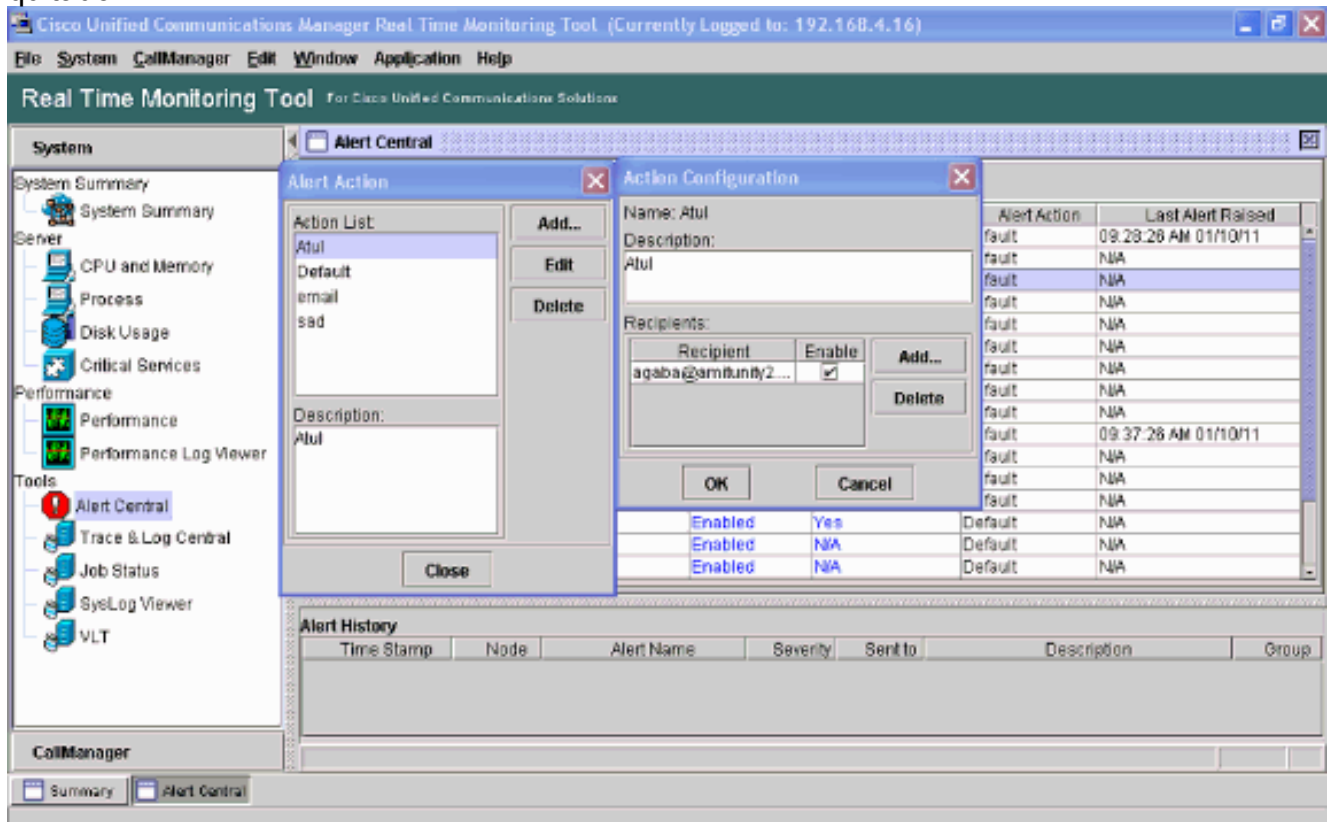 Cisco Unified Communications Manager Real Time Monitoring Tool (Currently Logged to: 192.168.4.16)
File System CallManager Edit Window Application Help
Real Time Monitoring Tool For Cisco Unified Communications Solutions
System
System Summary
System Summary
Server
CPU and Memory
Process
Disk Usage
Critical Services
Performance
Performance
Performance Log Viewer
Tools
Alert Central
Trace & Log Central
Job Status
SysLog Viewer
VLT
CallManager
Alert Central
Alert Action
Action List:
Atul
Default
email
sad
Add...
Edit
Delete
Description:
Atul
Close
Action Configuration
Name: Atul
Description:
Atul
Recipients:
Recipient Enable
agaba@amitunity2....
Add...
Delete
OK Cancel
Alert Action Last Alert Raised
fault 09:28:26 AM 01/10/11
fault N/A
fault N/A
fault N/A
fault N/A
fault N/A
fault N/A
fault N/A
fault N/A
fault 09:37:26 AM 01/10/11
fault N/A
fault N/A
fault N/A
Enabled Yes Default N/A
Enabled N/A Default N/A
Enabled N/A Default N/A
Alert History
Time Stamp Node Alert Name Severity Sent to Description Group
Summary Alert Central